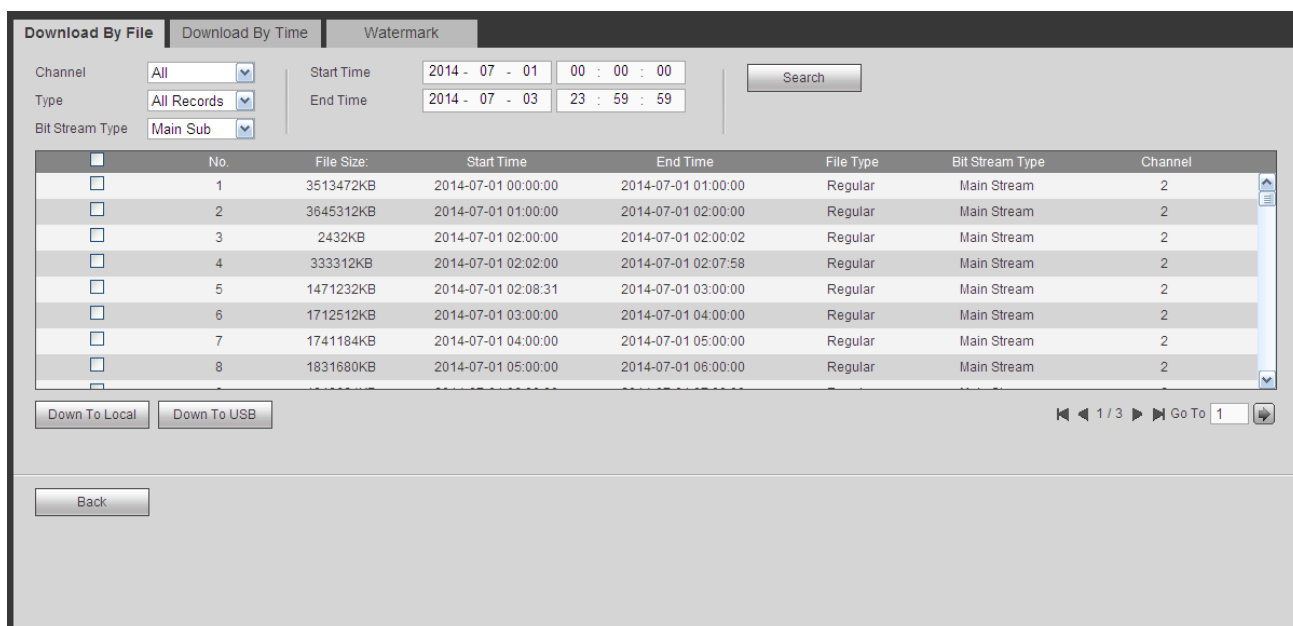 Download By File Download By Time Watermark
Channel All Start Time 2014 - 07 - 01 00 : 00 : 00 Search
Type All Records End Time 2014 - 07 - 03 23 : 59 : 59
Bit Stream Type Main Sub
No. File Size: Start Time End Time File Type Bit Stream Type Channel
1 3513472KB 2014-07-01 00:00:00 2014-07-01 01:00:00 Regular Main Stream 2
2 3645312KB 2014-07-01 01:00:00 2014-07-01 02:00:00 Regular Main Stream 2
3 2432KB 2014-07-01 02:00:00 2014-07-01 02:00:02 Regular Main Stream 2
4 333312KB 2014-07-01 02:02:00 2014-07-01 02:07:58 Regular Main Stream 2
5 1471232KB 2014-07-01 02:08:31 2014-07-01 03:00:00 Regular Main Stream 2
6 1712512KB 2014-07-01 03:00:00 2014-07-01 04:00:00 Regular Main Stream 2
7 1741184KB 2014-07-01 04:00:00 2014-07-01 05:00:00 Regular Main Stream 2
8 1831680KB 2014-07-01 05:00:00 2014-07-01 06:00:00 Regular Main Stream 2
Down To Local Down To USB 1 / 3 Go To 1
Back